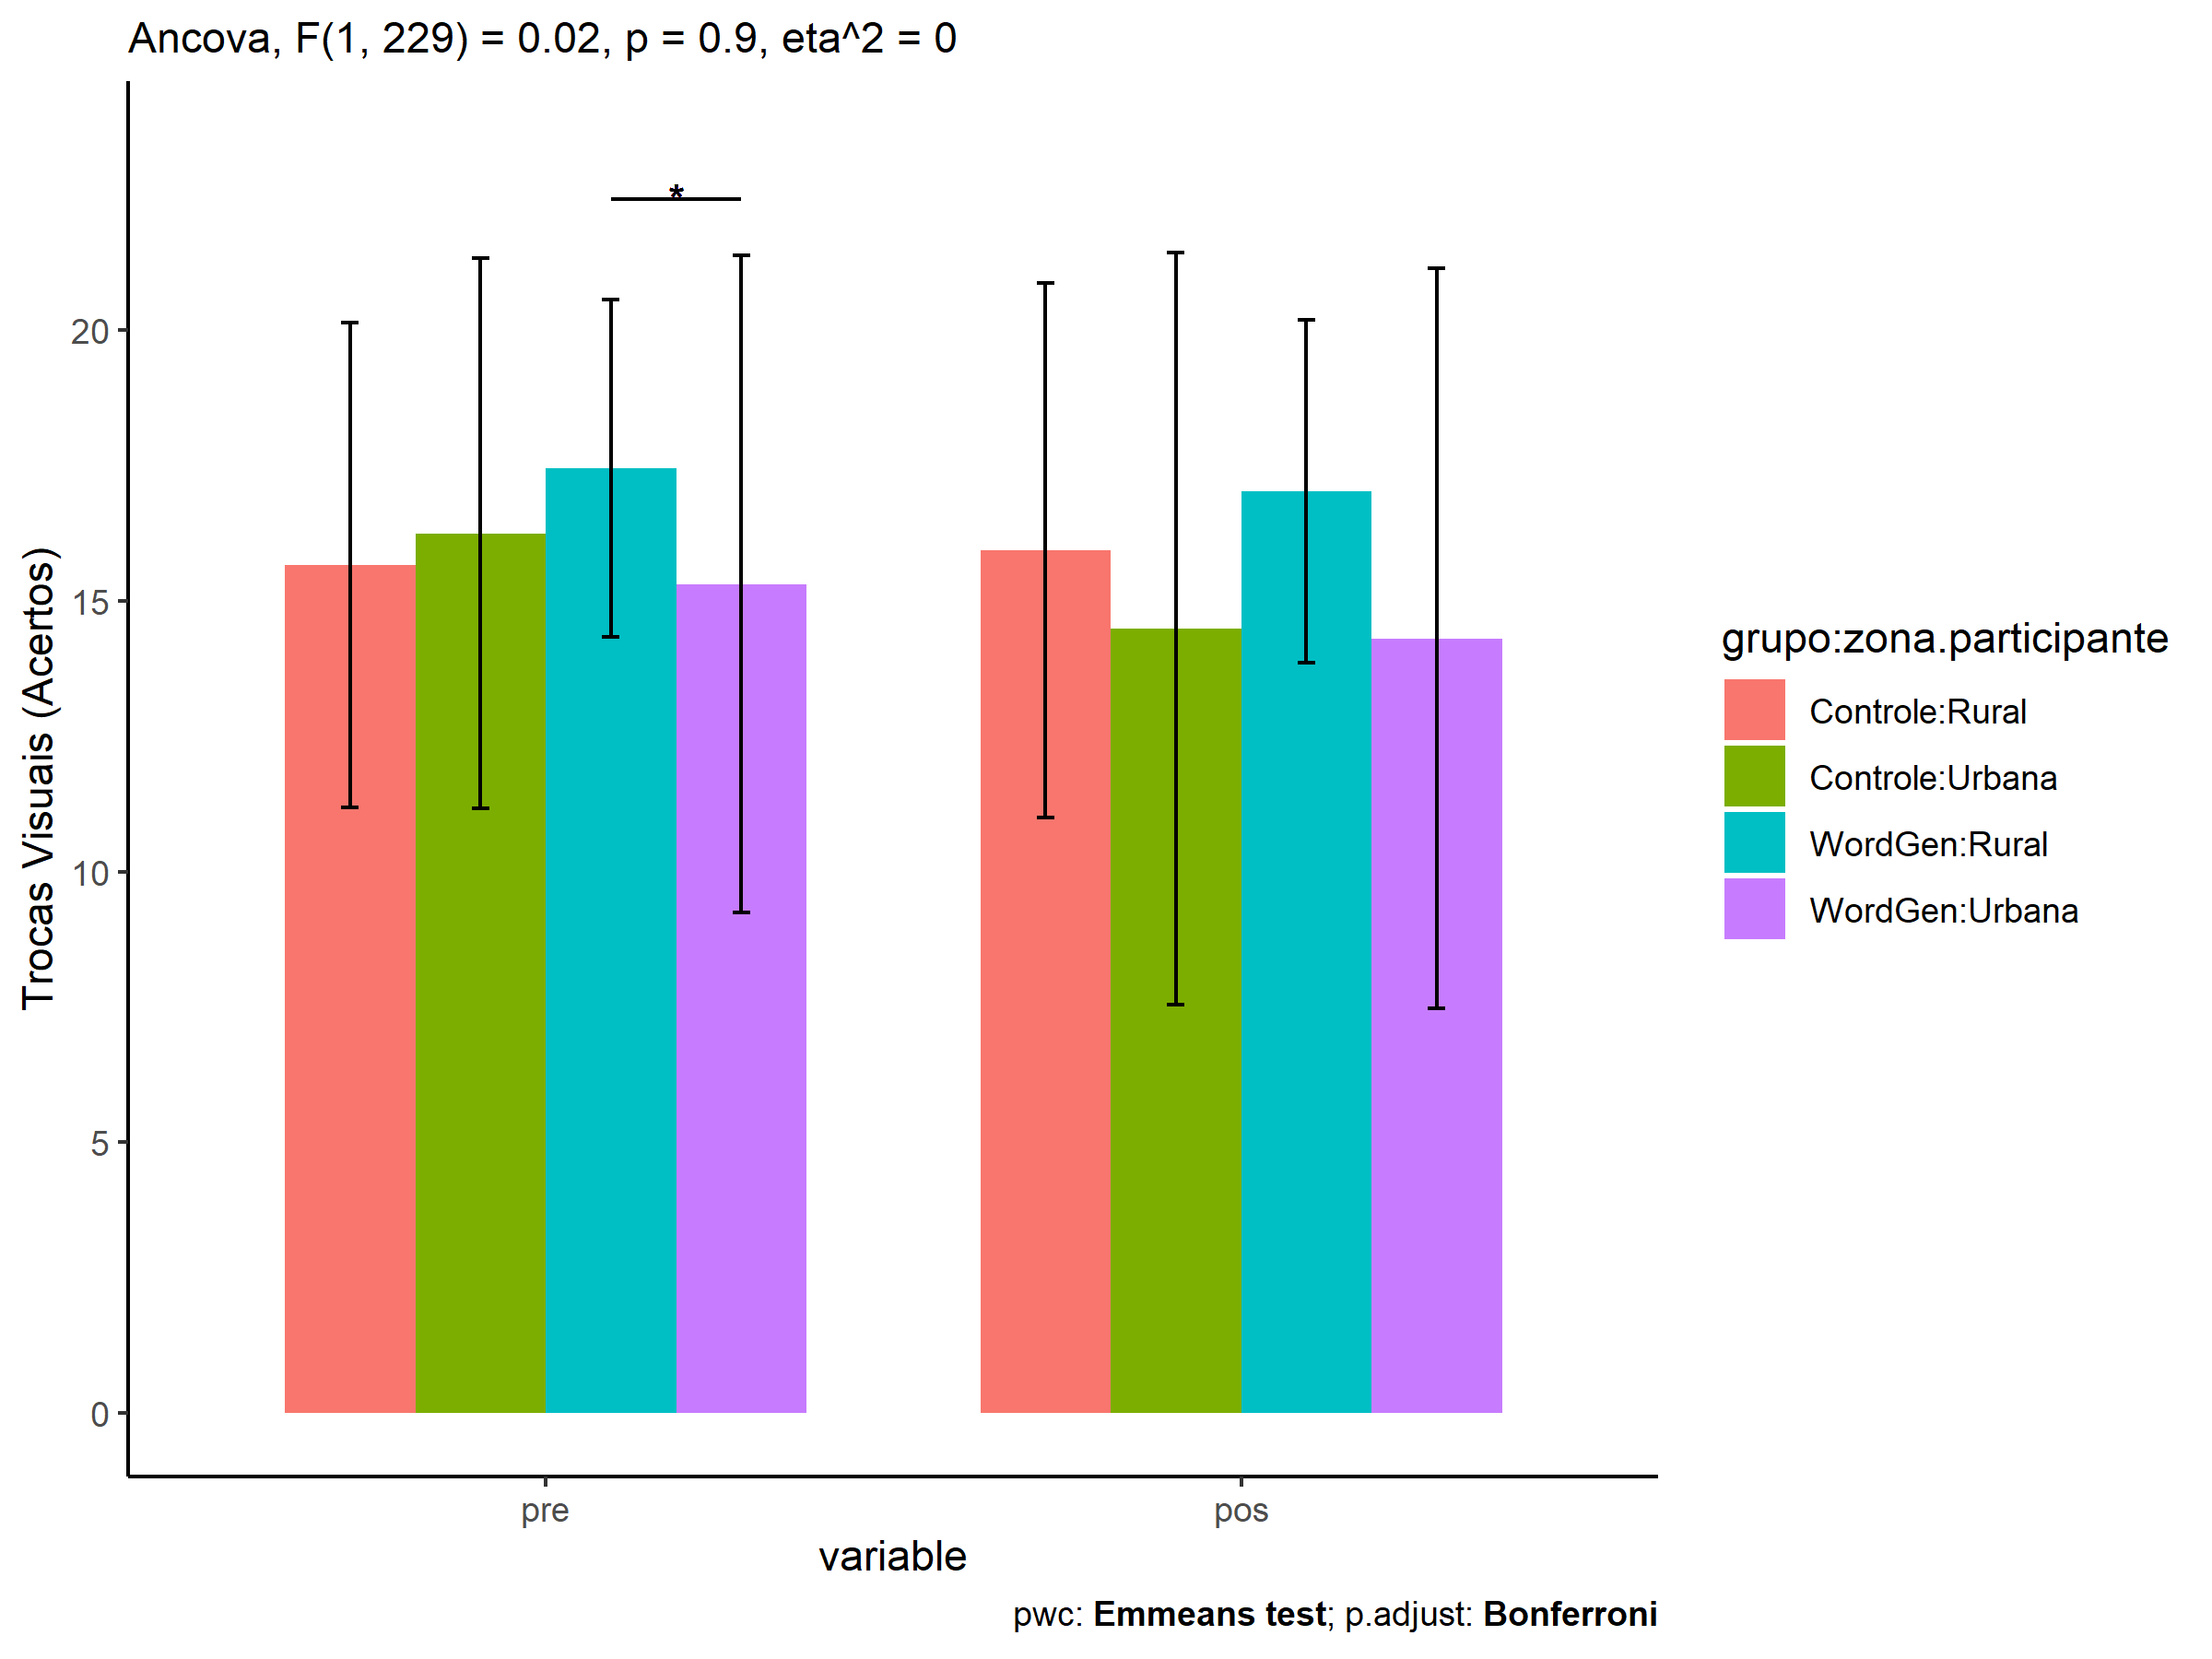 Ancova, F(1, 229) = 0.02, p = 0.9, eta^2 = 0
*
Trocas Visuais (Acertos)
20
15
10
5
0
pre
pos
variable
grupo:zona.participante
Controle:Rural
Controle:Urbana
WordGen:Rural
WordGen:Urbana
pwc: Emmeans test; p.adjust: Bonferroni